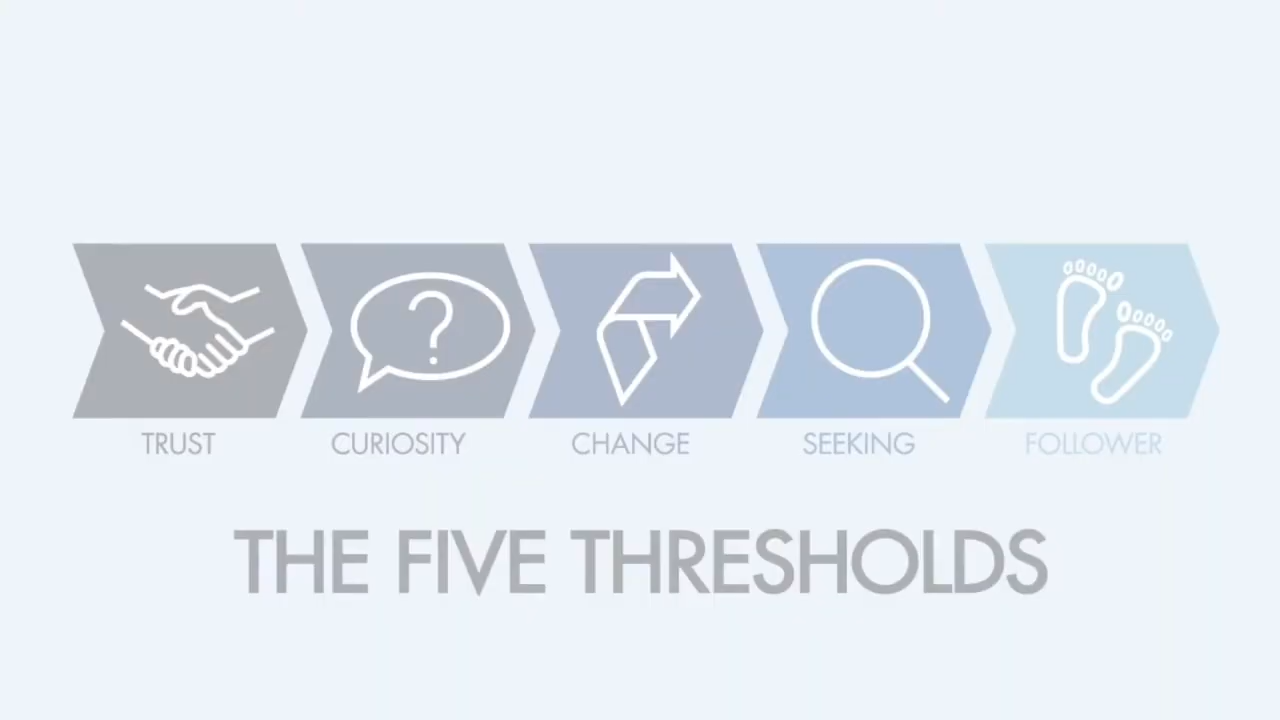 ?
TRUST
CURIOSITY
CHANGE
SEEKING
FOLLOWER
THE FIVE THRESHOLDS